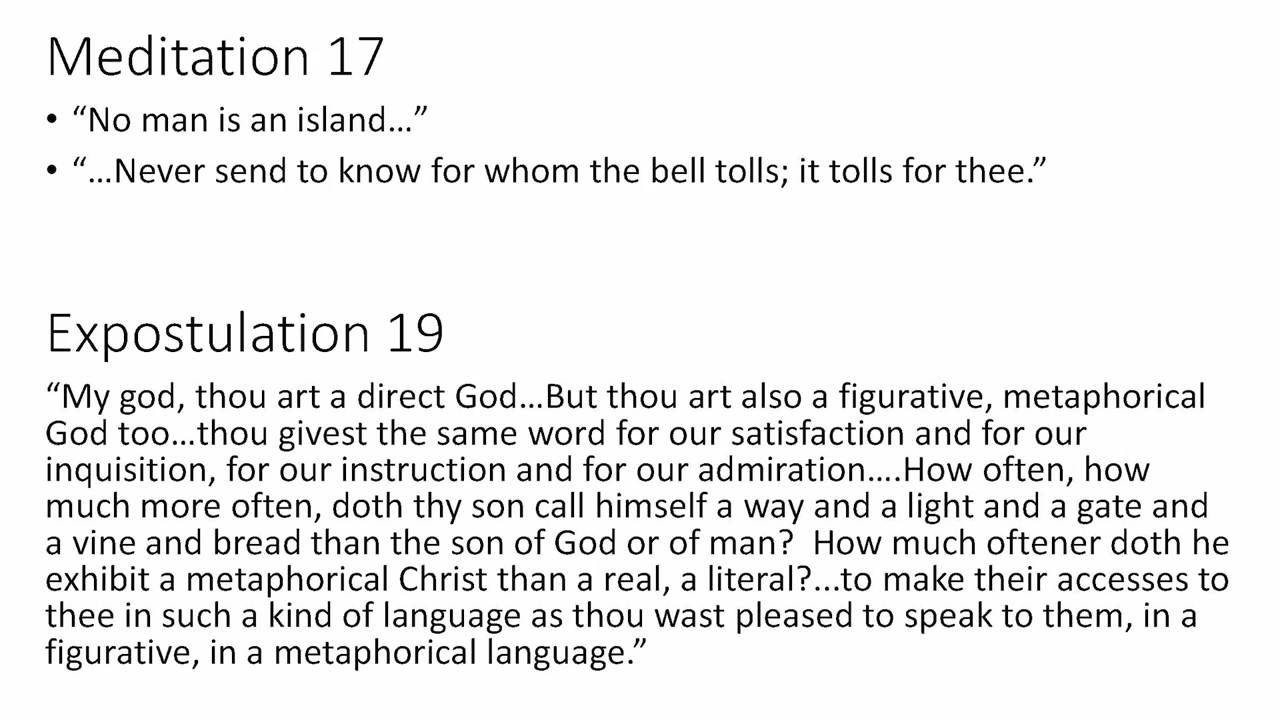 Meditation 17
• “No man is an island…”
• “…Never send to know for whom the bell tolls; it tolls for thee.”
Expostulation 19
“My god, thou art a direct God…But thou art also a figurative, metaphorical
God too…thou givest the same word for our satisfaction and for our
inquisition, for our instruction and for our admiration….How often, how
much more often, doth thy son call himself a way and a light and a gate and
a vine and bread than the son of God or of man?  How much oftener doth he
exhibit a metaphorical Christ than a real, a literal?...to make their accesses to
thee in such a kind of language as thou wast pleased to speak to them, in a
figurative, in a metaphorical language.”